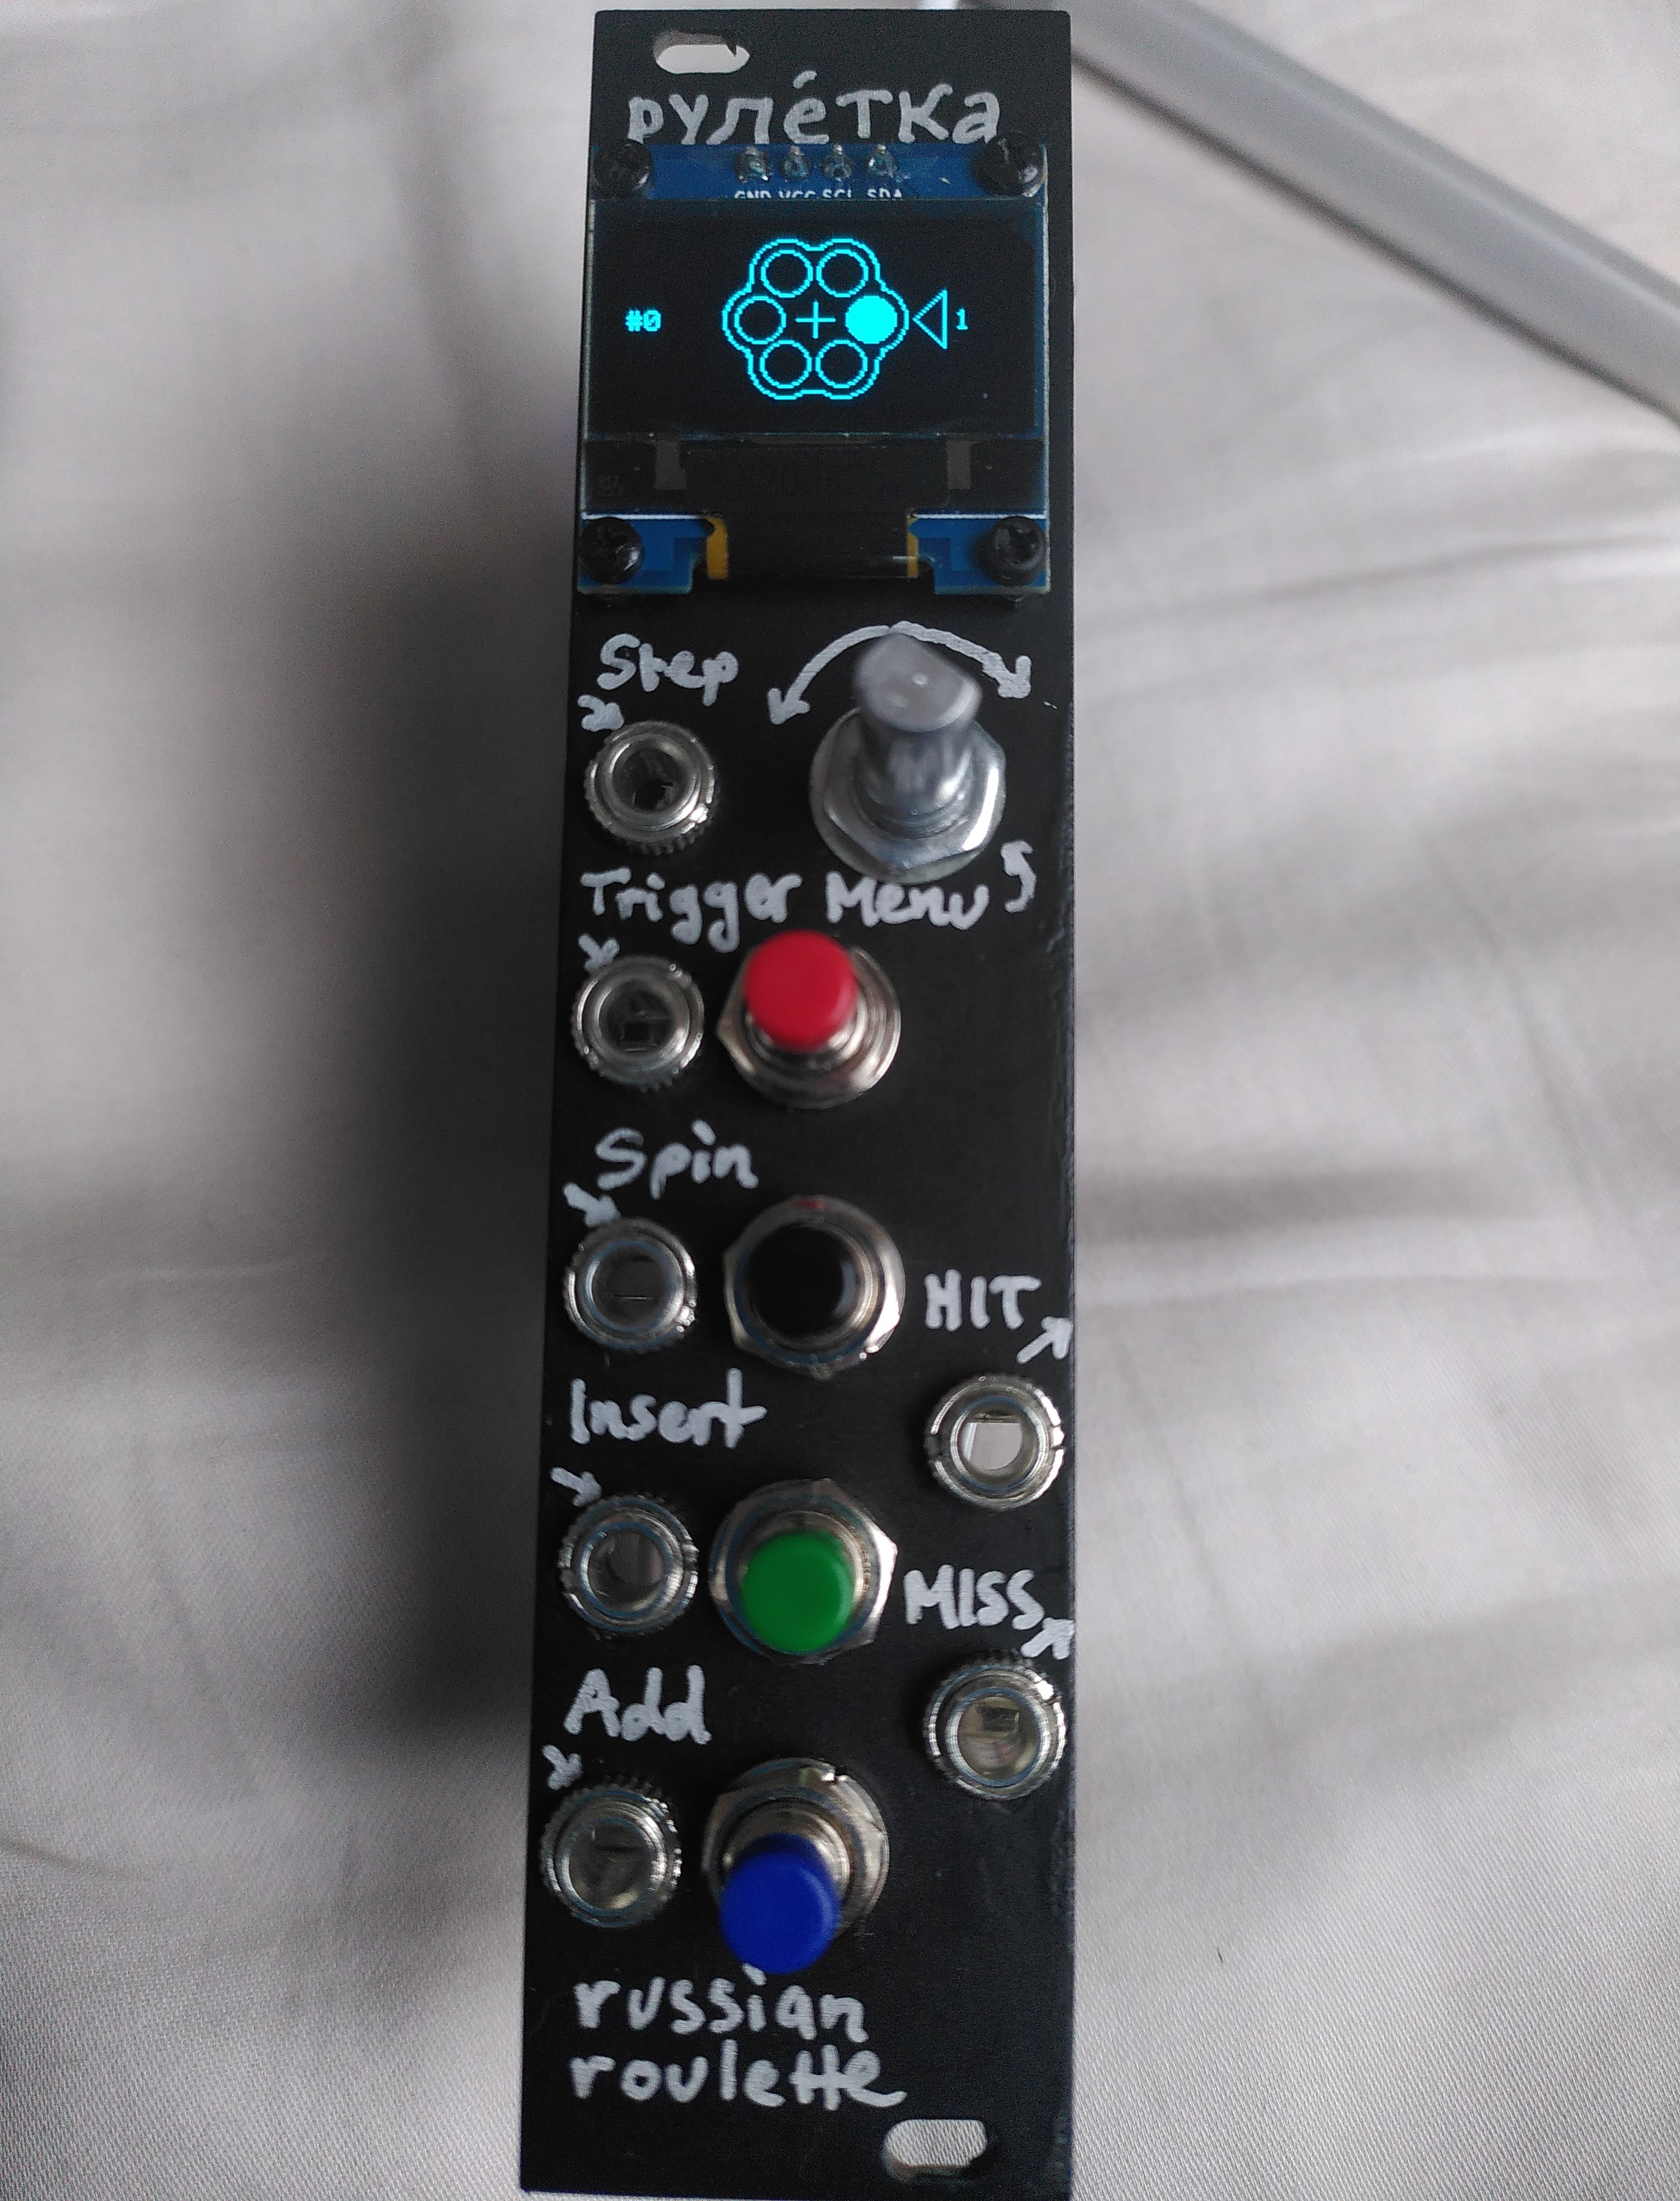 рулéтка
GND VCC SCL SDA
#0
1
Step
Trigger
Menu
Spin
HIT
Insert
MISS
Add
russian
roulette